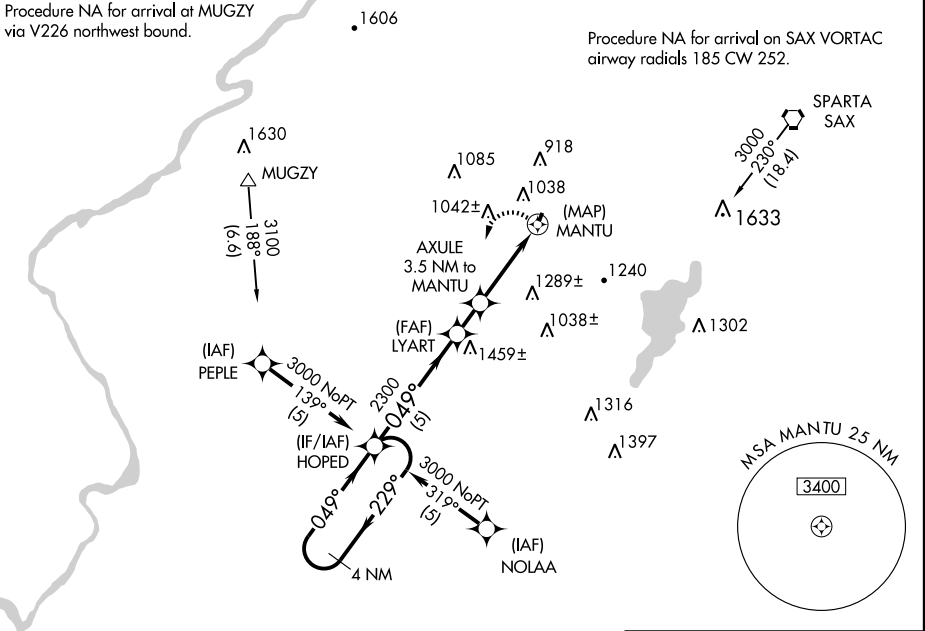 Procedure NA for arrival at MUGZY
via V226 northwest bound.
1606
Procedure NA for arrival on SAX VORTAC
airway radials 185 CW 252.
SPARTA
SAX
3000
230°
(18.4)
1633
1630
MUGZY
3100
188°
(6.6)
1085
918
1038
1042±
(MAP)
MANTU
AXULE
3.5 NM to
MANTU
1289±
1240
(FAF)
LYART
1038±
1459±
1302
(IAF)
PEPLE
3000 NoPT
139°
(5)
2300
049°
(5)
1316
1397
(IF/IAF)
HOPED
049°
229°
3000 NoPT
319°
(5)
(IAF)
NOLAA
4 NM
MSA MANTU 25 NM
3400